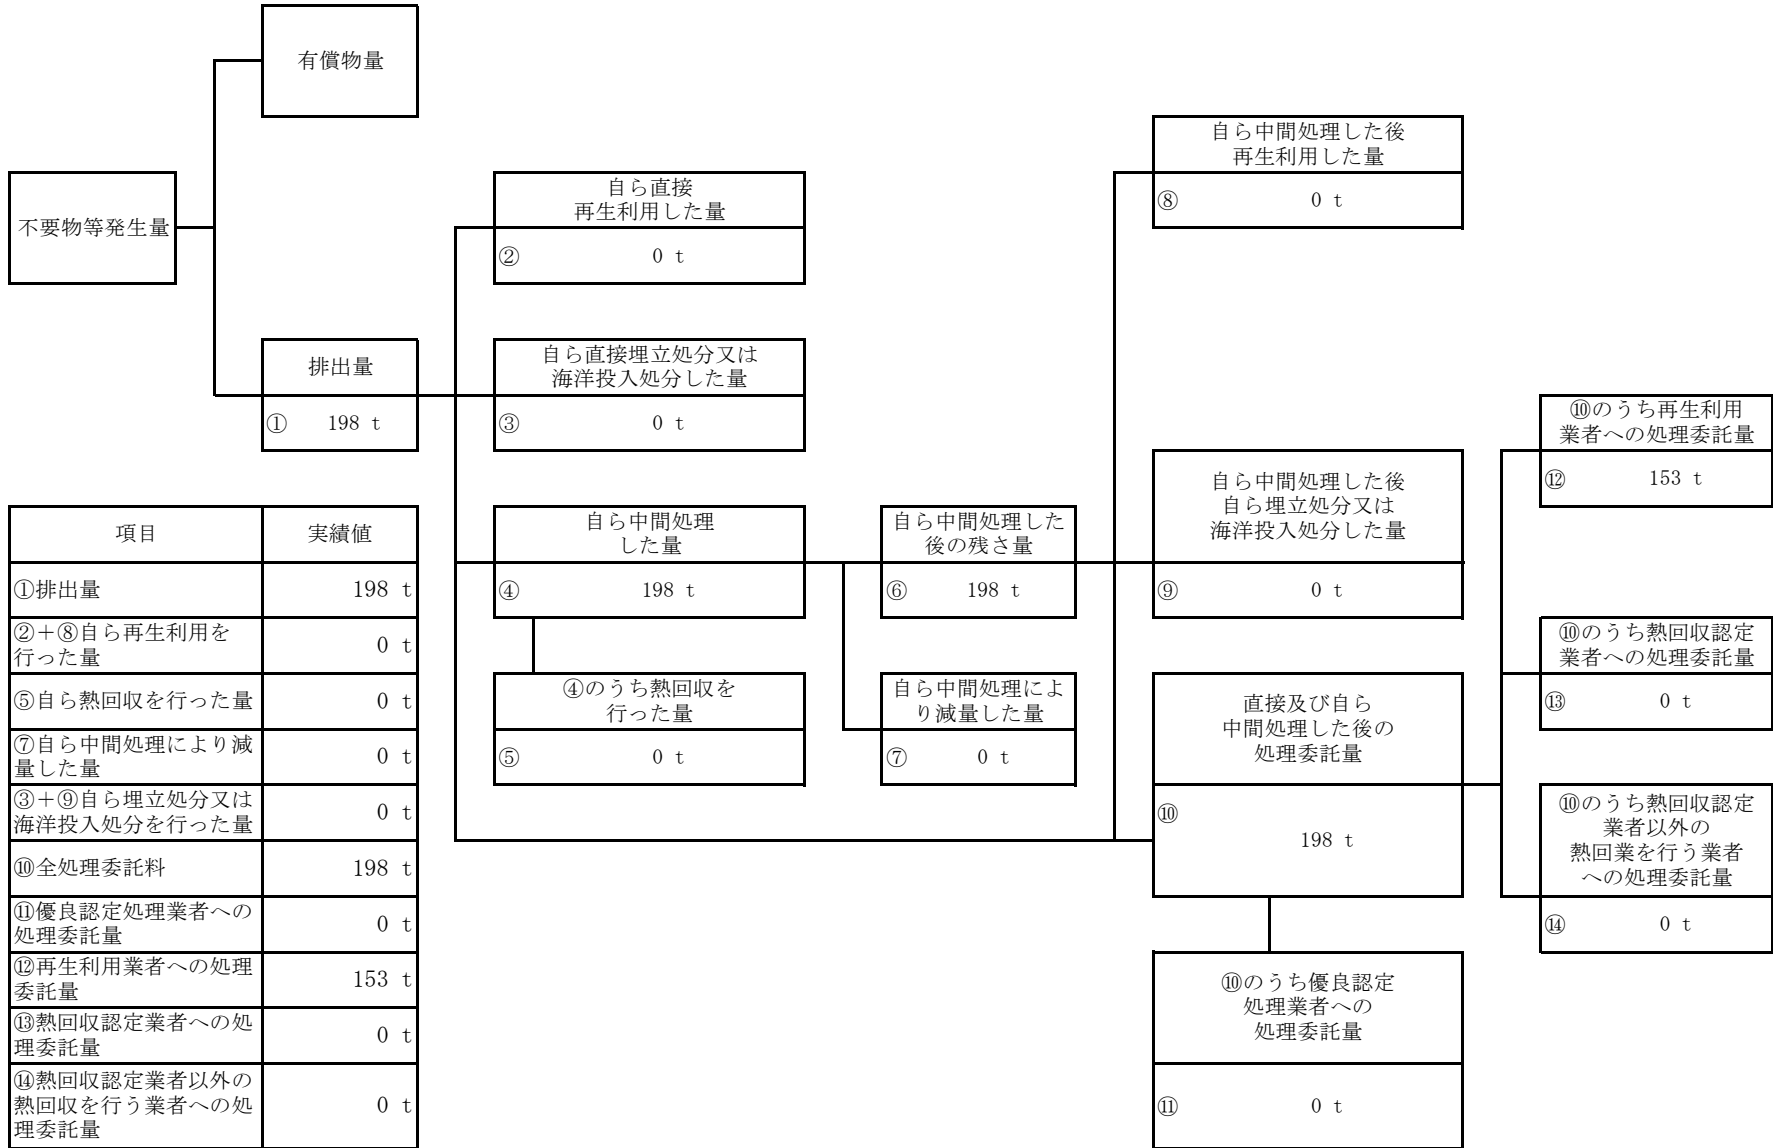 有償物量
不要物等発生量
排出量
① 198 t
自ら直接
再生利用した量
② 0 t
自ら直接埋立処分又は
海洋投入処分した量
③ 0 t
自ら中間処理
した量
④ 198 t
④のうち熱回収を
行った量
⑤ 0 t
自ら中間処理した
後の残さ量
⑥ 198 t
自ら中間処理によ
り減量した量
⑦ 0 t
自ら中間処理した後
再生利用した量
⑧ 0 t
自ら中間処理した後
自ら埋立処分又は
海洋投入処分した量
⑨ 0 t
直接及び自ら
中間処理した後の
処理委託量
⑩
198 t
⑩のうち優良認定
処理業者への
処理委託量
⑪ 0 t
⑩のうち再生利用
業者への処理委託量
⑫ 153 t
⑩のうち熱回収認定
業者への処理委託量
⑬ 0 t
⑩のうち熱回収認定
業者以外の
熱回業を行う業者
への処理委託量
⑭ 0 t
項目 実績値
①排出量 198 t
②+⑧自ら再生利用を
行った量 0 t
⑤自ら熱回収を行った量 0 t
⑦自ら中間処理により減
量した量 0 t
③+⑨自ら埋立処分又は
海洋投入処分を行った量 0 t
⑩全処理委託料 198 t
⑪優良認定処理業者への
処理委託量 0 t
⑫再生利用業者への処理
委託量 153 t
⑬熱回収認定業者への処
理委託量 0 t
⑭熱回収認定業者以外の
熱回収を行う業者への処
理委託量 0 t